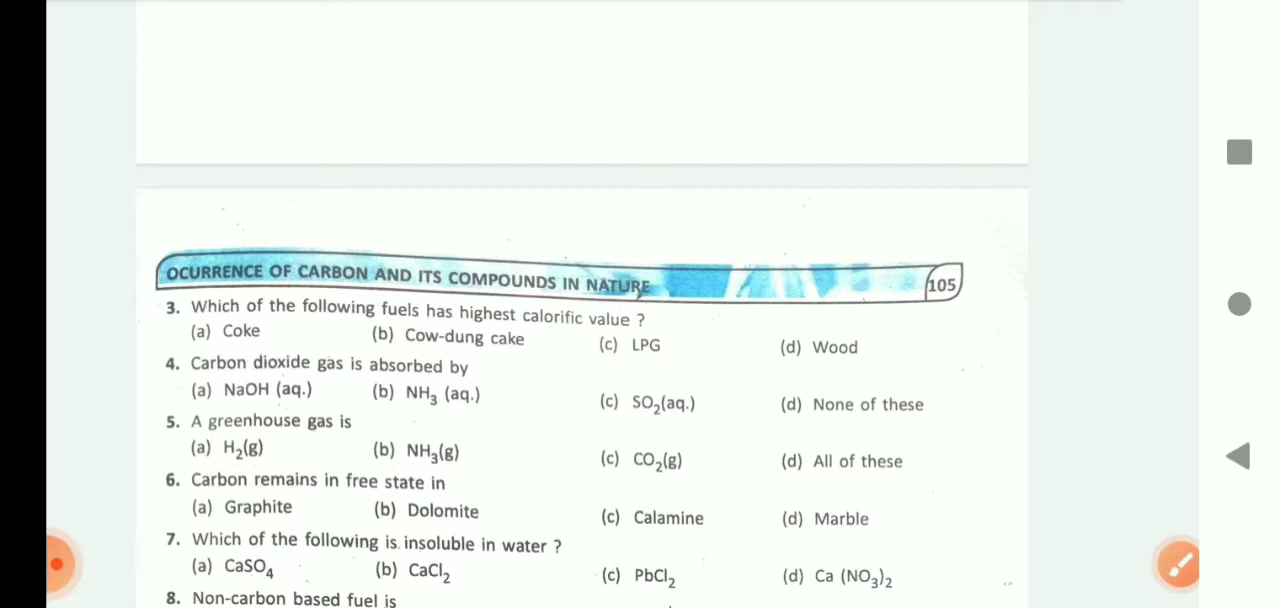 OCURRENCE OF CARBON AND ITS COMPOUNDS IN NATURE 105
3. Which of the following fuels has highest calorific value ?
(a) Coke (b) Cow-dung cake (c) LPG (d) Wood
4. Carbon dioxide gas is absorbed by
(a) NaOH (aq.) (b) NH₃ (aq.) (c) SO₂(aq.) (d) None of these
5. A greenhouse gas is
(a) H₂(g) (b) NH₃(g) (c) CO₂(g) (d) All of these
6. Carbon remains in free state in
(a) Graphite (b) Dolomite (c) Calamine (d) Marble
7. Which of the following is insoluble in water ?
(a) CaSO₄ (b) CaCl₂ (c) PbCl₂ (d) Ca (NO₃)₂
8. Non-carbon based fuel is